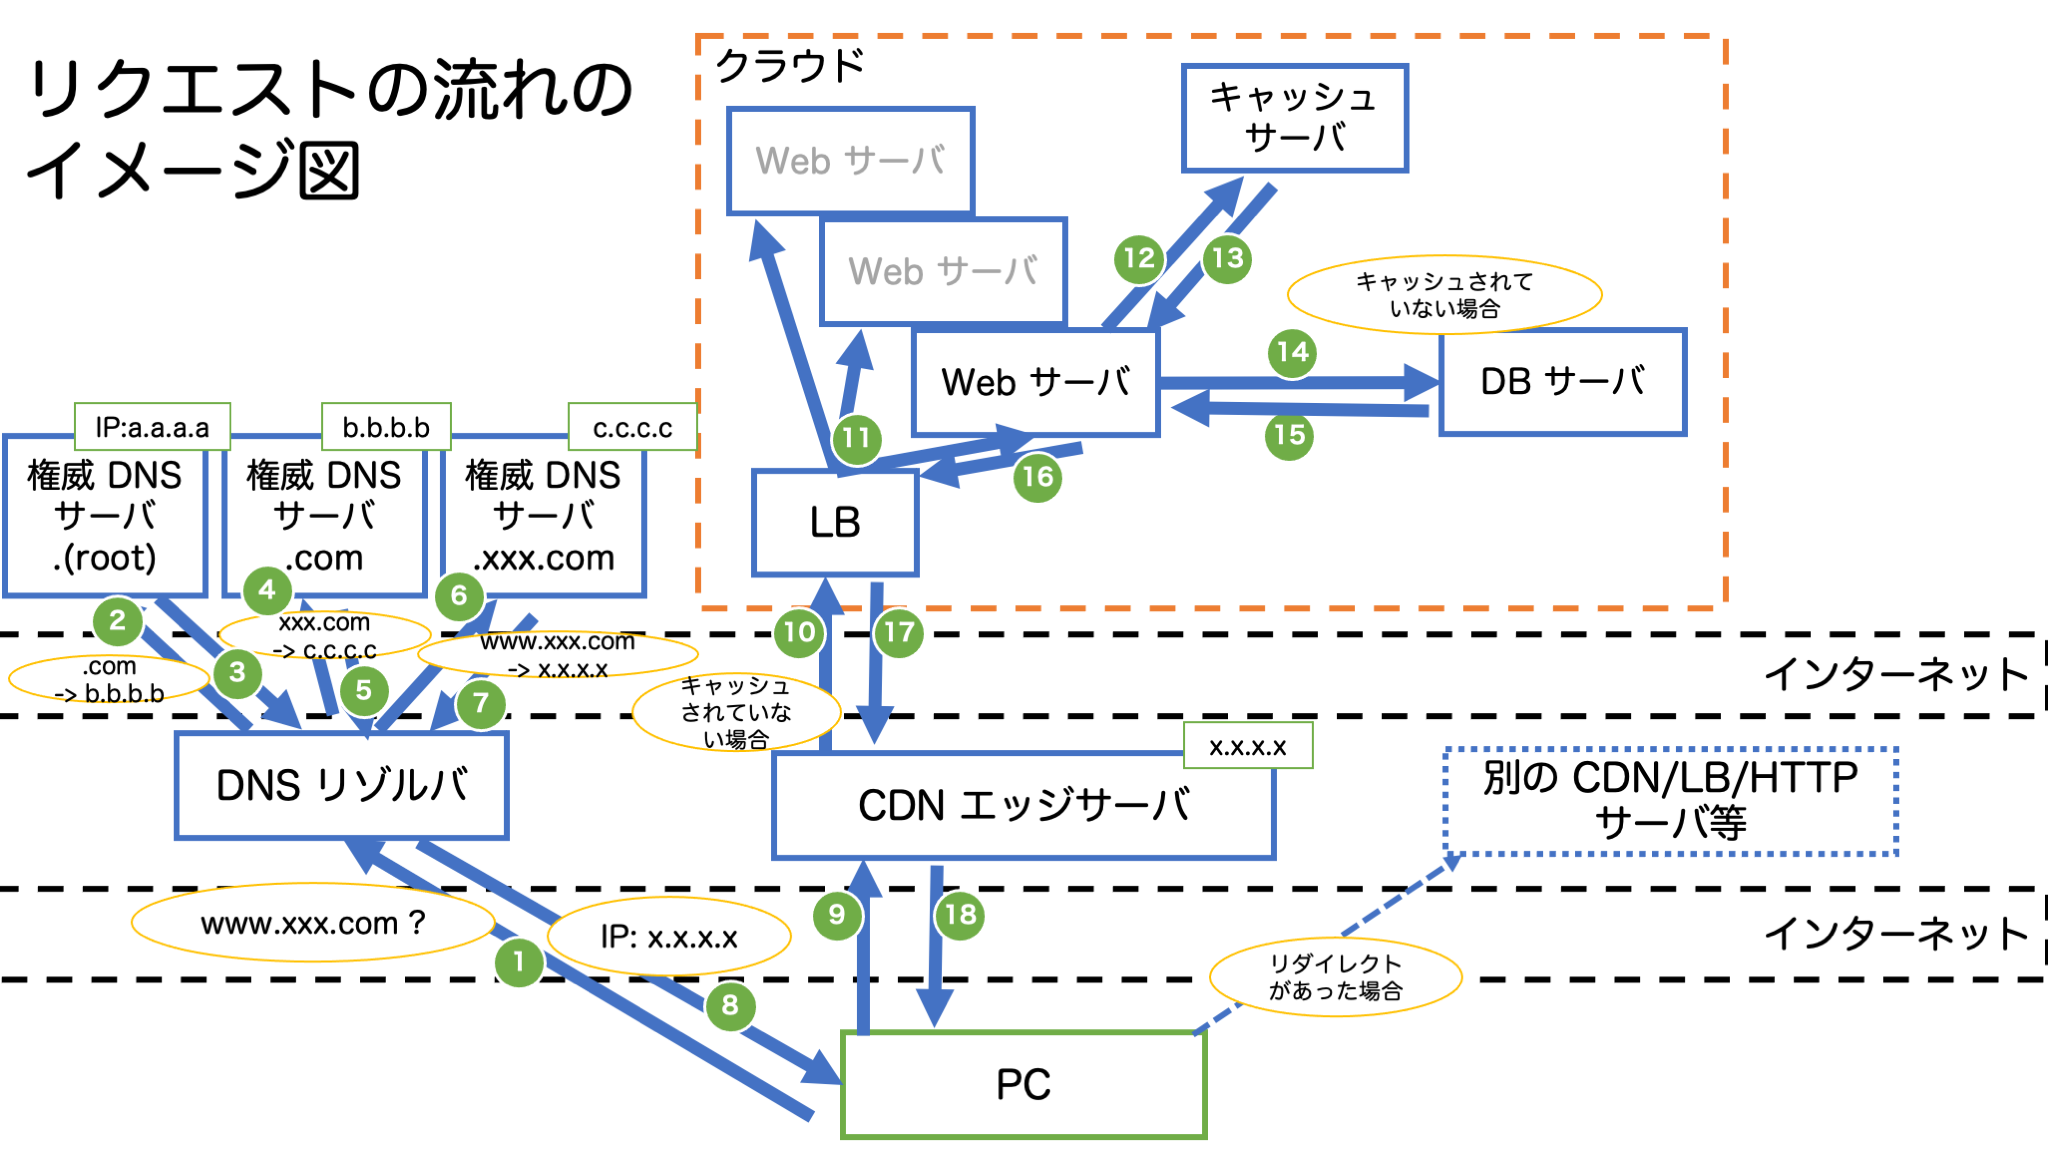 リクエストの流れの
イメージ図
クラウド
Web サーバ
Web サーバ
Web サーバ
キャッシュ
サーバ
12
13
キャッシュされて
いない場合
14
15
DB サーバ
11
16
LB
IP:a.a.a.a
権威 DNS
サーバ
.(root)
b.b.b.b
権威 DNS
サーバ
.com
c.c.c.c
権威 DNS
サーバ
.xxx.com
2
.com
-> b.b.b.b
3
4
xxx.com
-> c.c.c.c
5
6
www.xxx.com
-> x.x.x.x
7
10
17
キャッシュ
されていな
い場合
インターネット
DNS リゾルバ
x.x.x.x
CDN エッジサーバ
別の CDN/LB/HTTP
サーバ等
www.xxx.com ?
1
IP: x.x.x.x
8
9
18
インターネット
リダイレクト
があった場合
PC